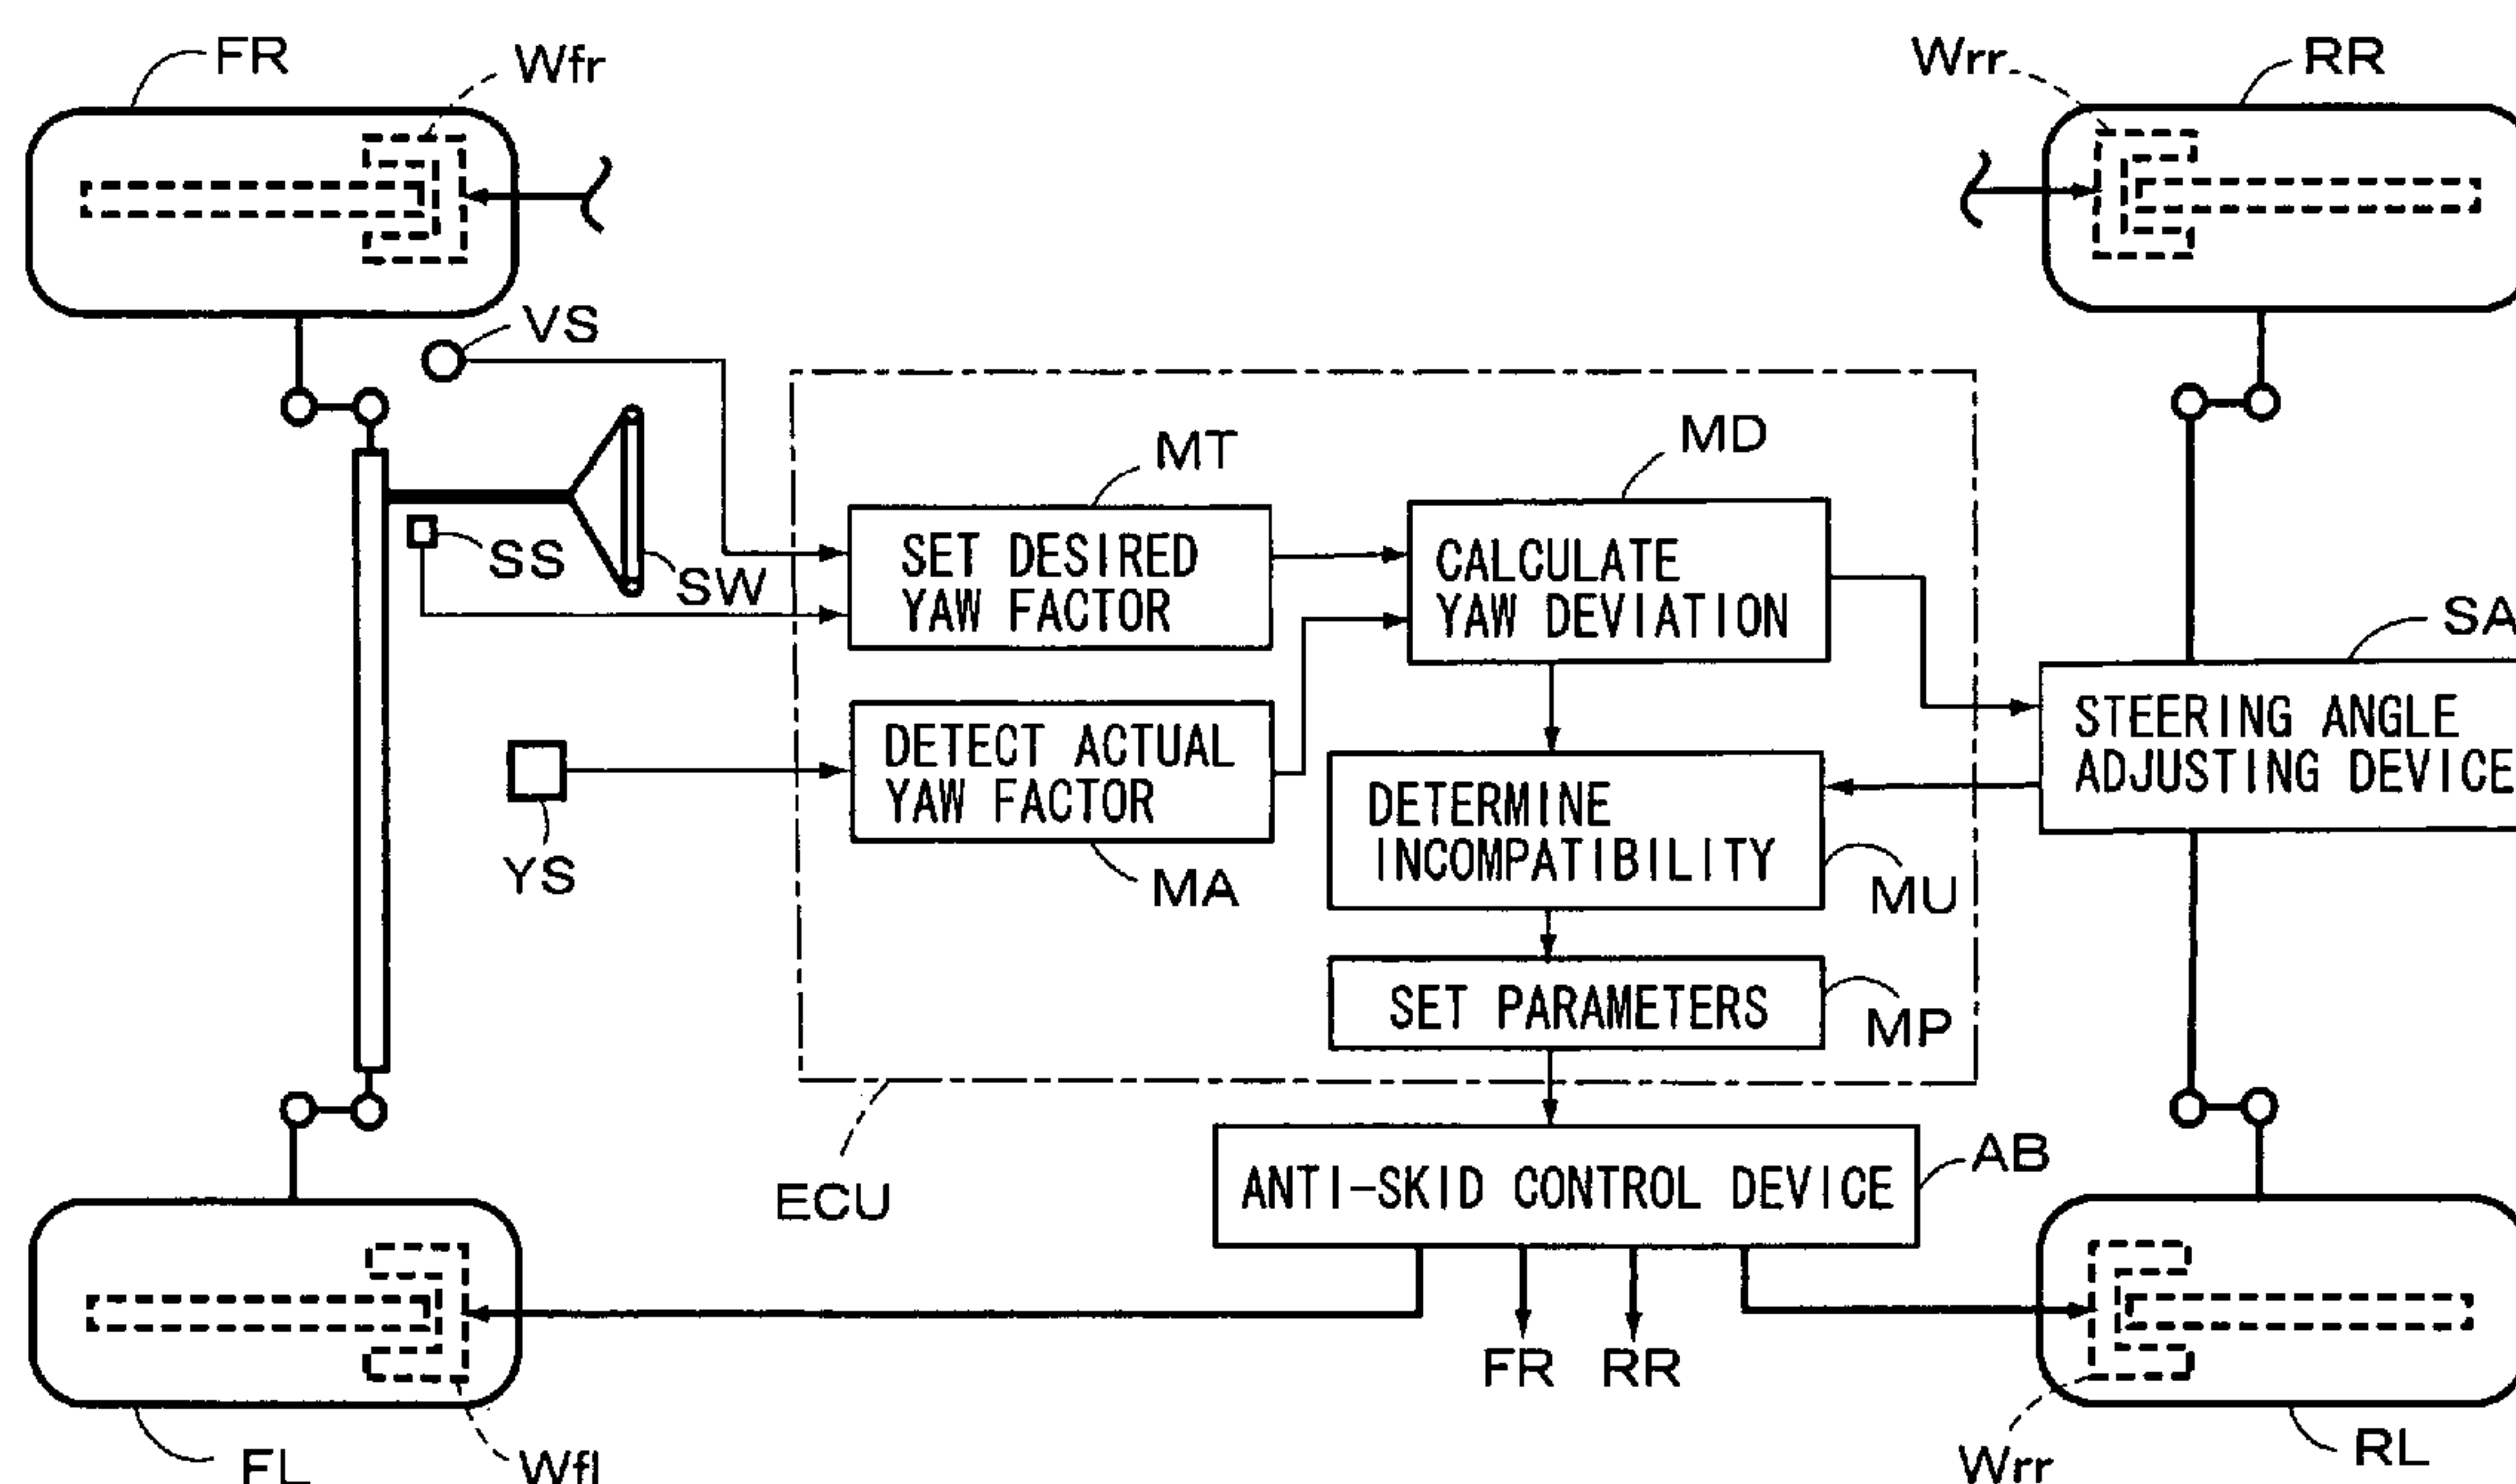 FR
Wfr
Wrr
RR
VS
MT
MD
SS
SW
SET DESIRED
YAW FACTOR
CALCULATE
YAW DEVIATION
SA
STEERING ANGLE
ADJUSTING DEVICE
DETECT ACTUAL
YAW FACTOR
DETERMINE
INCOMPATIBILITY
YS
MA
MU
SET PARAMETERS
MP
ECU
ANTI-SKID CONTROL DEVICE
AB
FR
RR
FL
Wfl
Wrr
RL